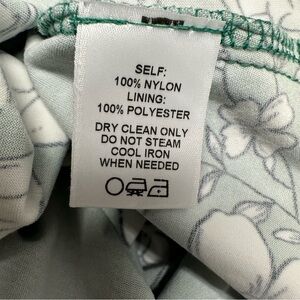 SELF:
100% NYLON
LINING:
100% POLYESTER
DRY CLEAN ONLY
DO NOT STEAM
COOL IRON
WHEN NEEDED